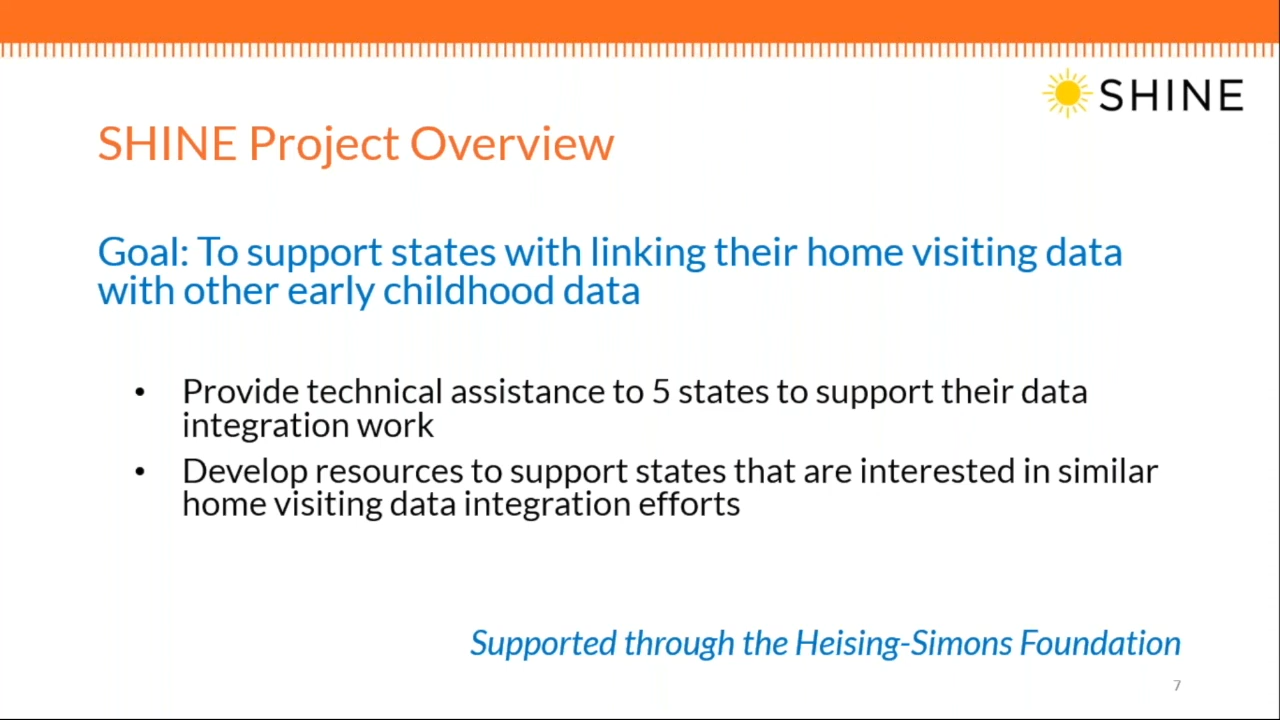 SHINE
SHINE Project Overview
Goal: To support states with linking their home visiting data
with other early childhood data
• Provide technical assistance to 5 states to support their data
integration work
• Develop resources to support states that are interested in similar
home visiting data integration efforts
Supported through the Heising-Simons Foundation
7